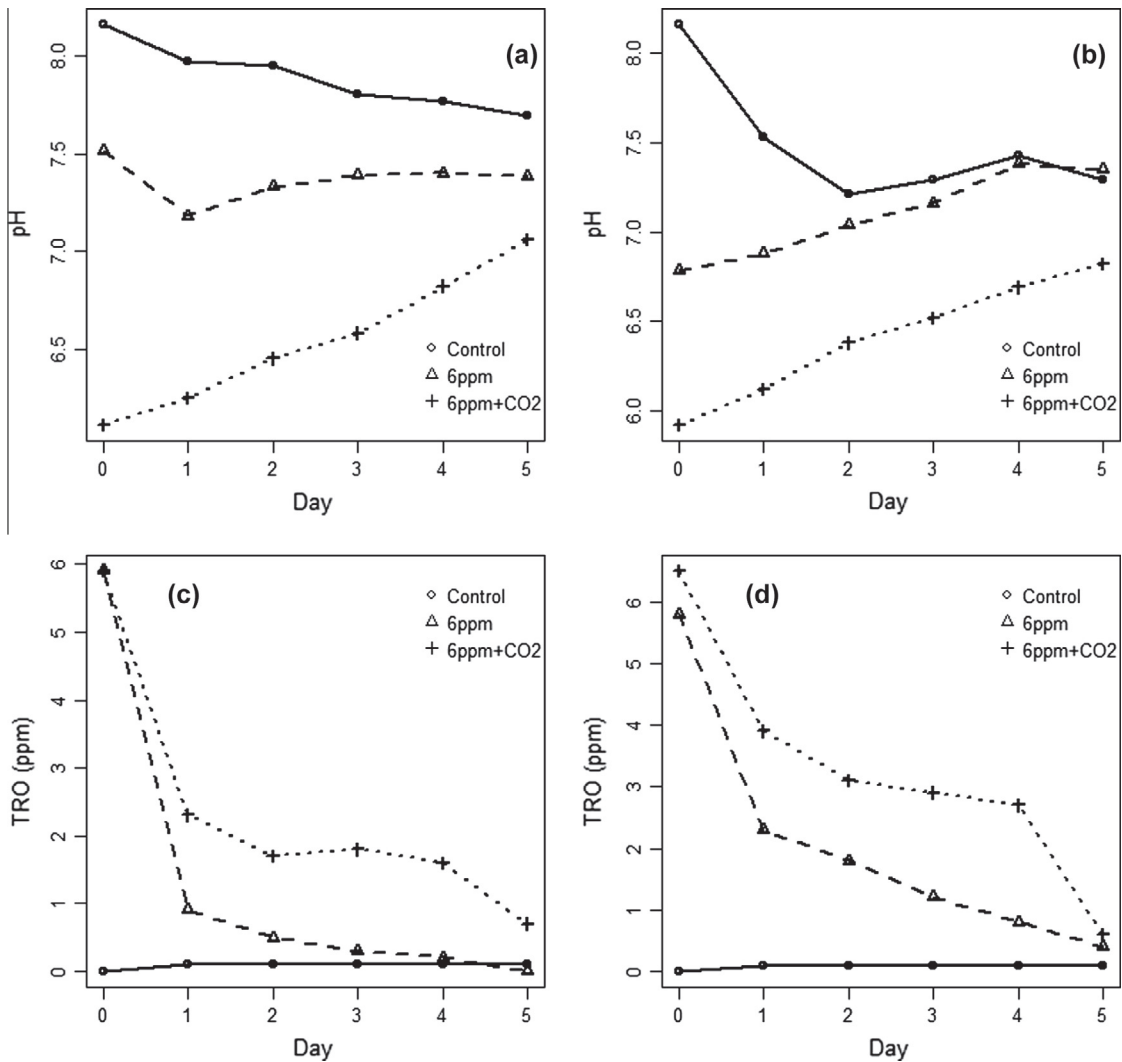 (a)
pH
8.0
7.5
7.0
6.5
Control
6ppm
6ppm+CO2
0 1 2 3 4 5
Day
(b)
pH
8.0
7.5
7.0
6.5
6.0
Control
6ppm
6ppm+CO2
0 1 2 3 4 5
Day
(c)
TRO (ppm)
6
5
4
3
2
1
0
Control
6ppm
6ppm+CO2
0 1 2 3 4 5
Day
(d)
TRO (ppm)
6
5
4
3
2
1
0
Control
6ppm
6ppm+CO2
0 1 2 3 4 5
Day